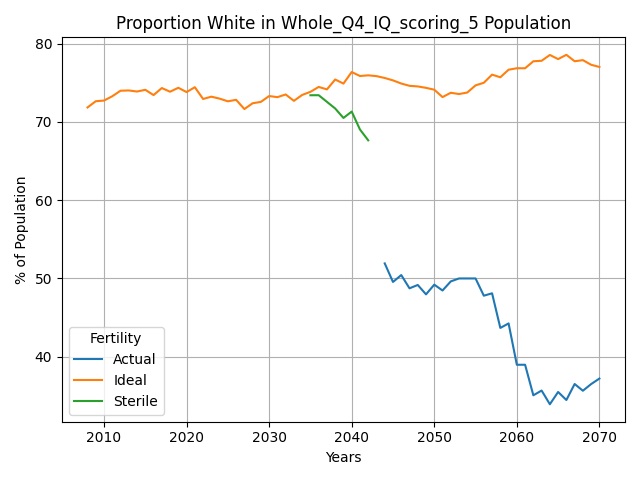 Proportion White in Whole_Q4_IQ_scoring_5 Population
% of Population
80
70
60
50
40
Fertility
Actual
Ideal
Sterile
2010 2020 2030 2040 2050 2060 2070
Years